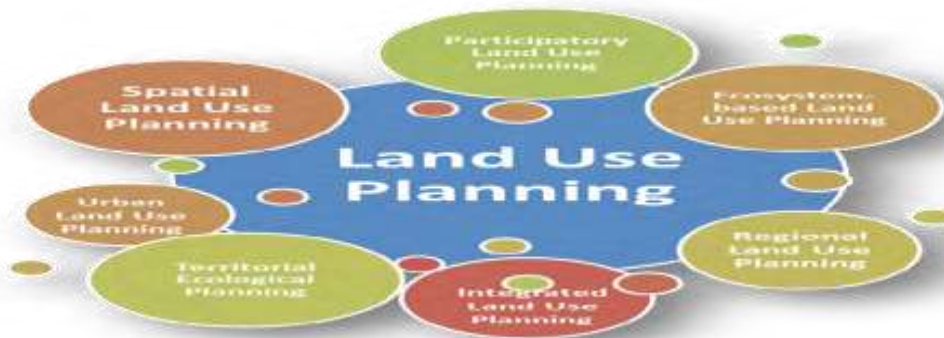 Participatory
Land Use
Planning
Spatial
Land Use
Planning
Ecosystem-
based Land
Use Planning
Land Use
Planning
Urban
Land Use
Planning
Regional
Land Use
Planning
Territorial
Ecological
Planning
Integrated
Land Use
Planning